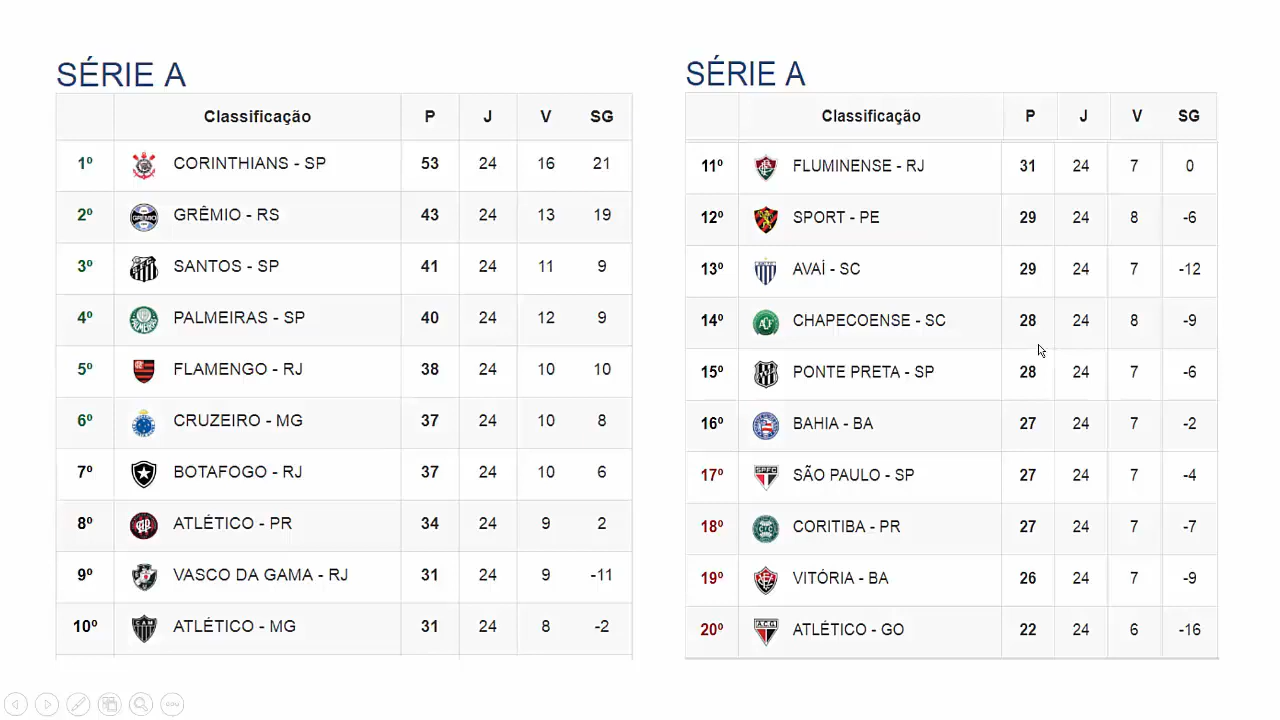 SÉRIE A
Classificação P J V SG
1º CORINTHIANS - SP 53 24 16 21
2º GRÊMIO - RS 43 24 13 19
3º SANTOS - SP 41 24 11 9
4º PALMEIRAS - SP 40 24 12 9
5º FLAMENGO - RJ 38 24 10 10
6º CRUZEIRO - MG 37 24 10 8
7º BOTAFOGO - RJ 37 24 10 6
8º ATLÉTICO - PR 34 24 9 2
9º VASCO DA GAMA - RJ 31 24 9 -11
10º ATLÉTICO - MG 31 24 8 -2
SÉRIE A
Classificação P J V SG
11º FLUMINENSE - RJ 31 24 7 0
12º SPORT - PE 29 24 8 -6
13º AVAÍ - SC 29 24 7 -12
14º CHAPECOENSE - SC 28 24 8 -9
15º PONTE PRETA - SP 28 24 7 -6
16º BAHIA - BA 27 24 7 -2
17º SÃO PAULO - SP 27 24 7 -4
18º CORITIBA - PR 27 24 7 -7
19º VITÓRIA - BA 26 24 7 -9
20º ATLÉTICO - GO 22 24 6 -16